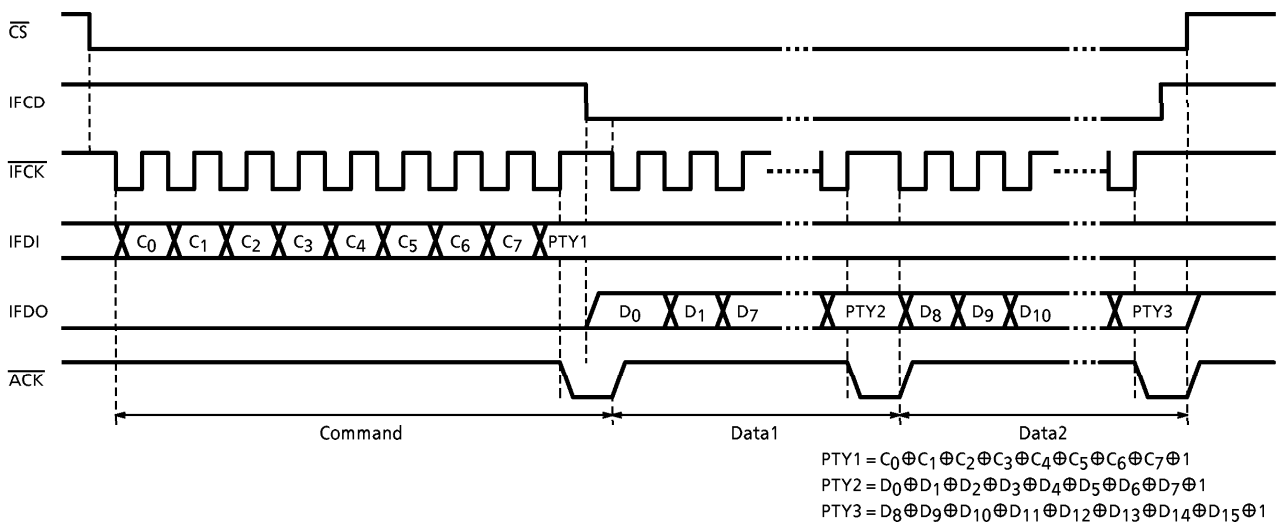 CS
IFCD
IFCK
IFDI C0 C1 C2 C3 C4 C5 C6 C7 PTY1
IFDO D0 D1 D7 PTY2 D8 D9 D10 PTY3
ACK
Command Data1 Data2
PTY1 = C0⊕C1⊕C2⊕C3⊕C4⊕C5⊕C6⊕C7⊕1
PTY2 = D0⊕D1⊕D2⊕D3⊕D4⊕D5⊕D6⊕D7⊕1
PTY3 = D8⊕D9⊕D10⊕D11⊕D12⊕D13⊕D14⊕D15⊕1